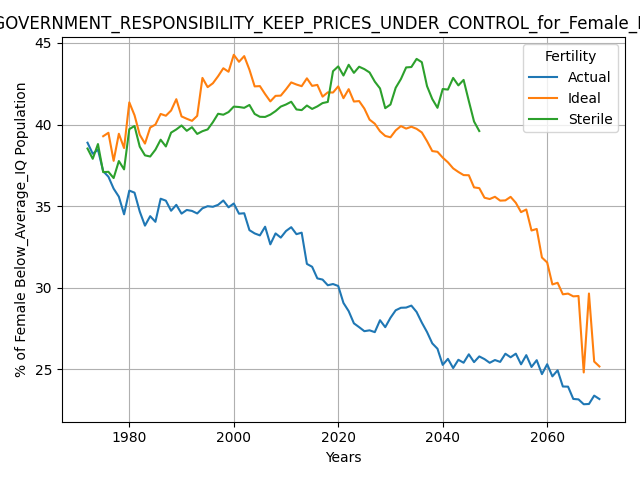 GOVERNMENT_RESPONSIBILITY_KEEP_PRICES_UNDER_CONTROL_for_Female_
Fertility
Actual
Ideal
Sterile
% of Female Below_Average_IQ Population
45
40
35
30
25
1980 2000 2020 2040 2060
Years